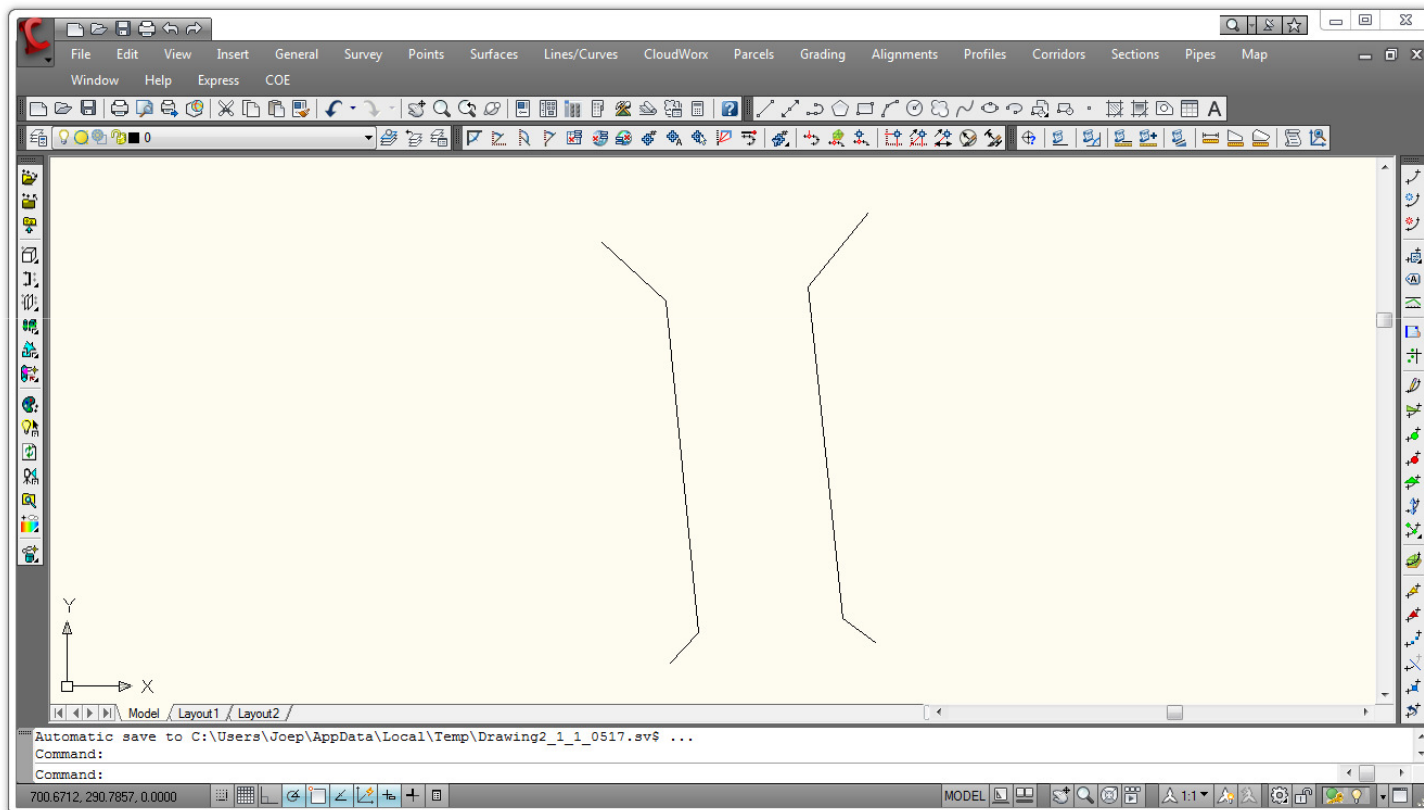 File Edit View Insert General Survey Points Surfaces Lines/Curves CloudWorx Parcels Grading Alignments Profiles Corridors Sections Pipes Map
Window Help Express COE
0
Y
X
Model Layout1 Layout2
Automatic save to C:\Users\Joep\AppData\Local\Temp\Drawing2_1_1_0517.sv$ ...
Command:
Command:
700.6712, 290.7857, 0.0000 MODEL 1:1